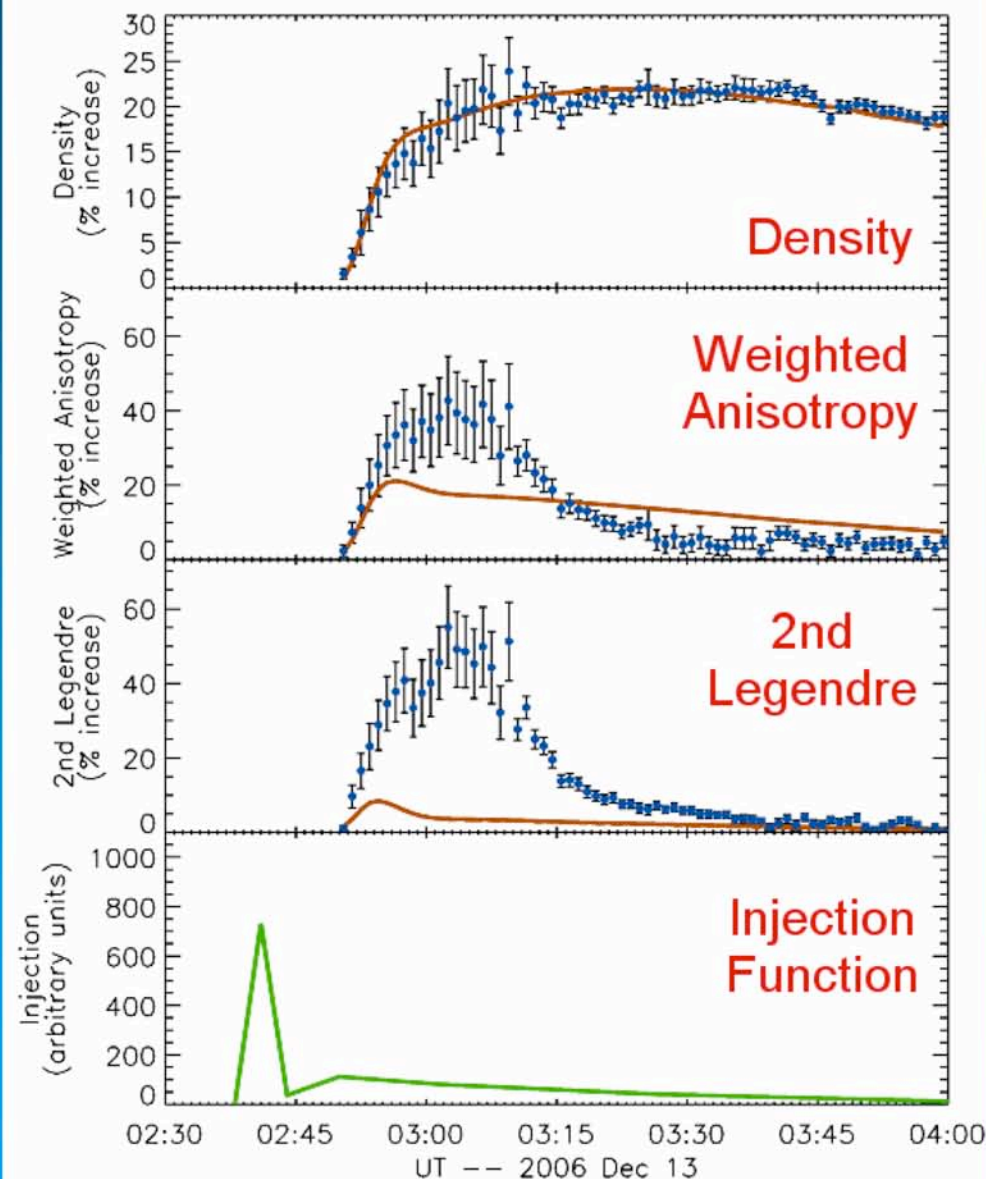 30
25
20
15
10
5
0
Density
(% increase)
Density
60
40
20
0
Weighted Anisotropy
(% increase)
Weighted
Anisotropy
60
40
20
0
2nd Legendre
(% increase)
2nd
Legendre
1000
800
600
400
200
0
Injection
(arbitrary units)
Injection
Function
02:30 02:45 03:00 03:15 03:30 03:45 04:00
UT -- 2006 Dec 13